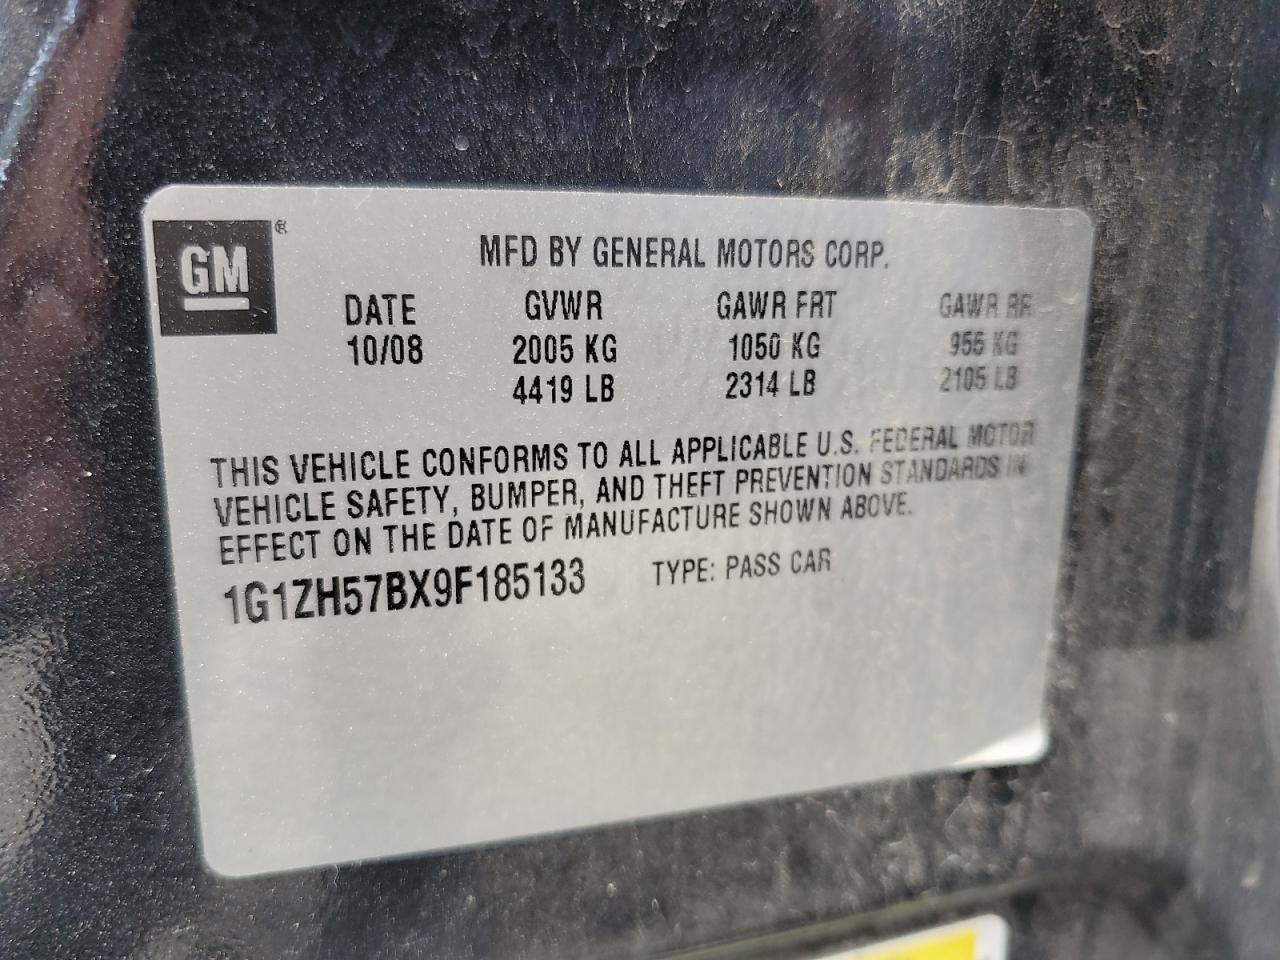 GM®
MFD BY GENERAL MOTORS CORP.
DATE GVWR GAWR FRT GAWR RR
10/08 2005 KG 1050 KG 955 KG
4419 LB 2314 LB 2105 LB
THIS VEHICLE CONFORMS TO ALL APPLICABLE U.S. FEDERAL MOTOR
VEHICLE SAFETY, BUMPER, AND THEFT PREVENTION STANDARDS IN
EFFECT ON THE DATE OF MANUFACTURE SHOWN ABOVE.
1G1ZH57BX9F185133 TYPE: PASS CAR